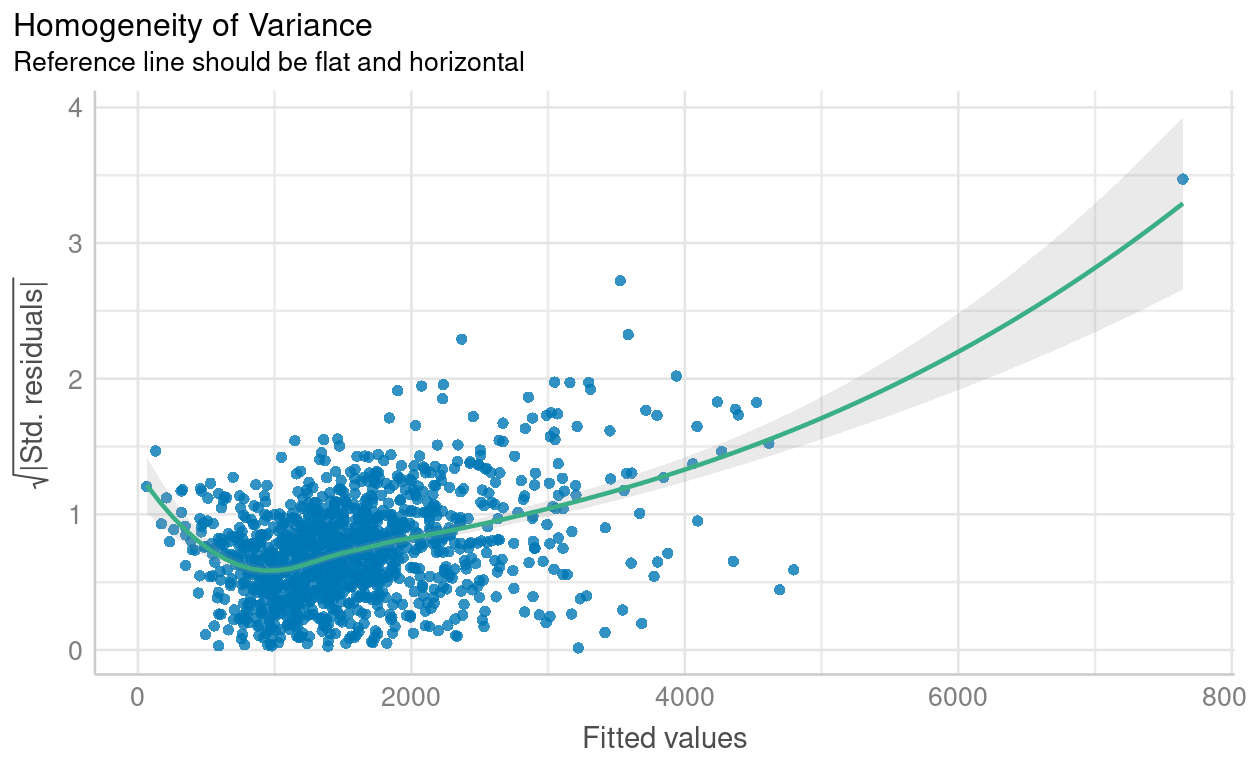 Homogeneity of Variance
Reference line should be flat and horizontal
4
3
2
1
0
√|Std. residuals|
0 2000 4000 6000 800
Fitted values